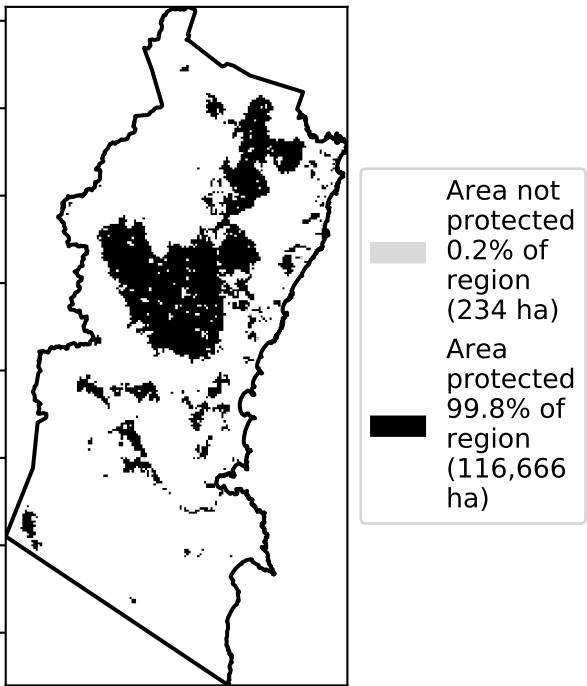 Area not
protected
0.2% of
region
(234 ha)
Area
protected
99.8% of
region
(116,666
ha)